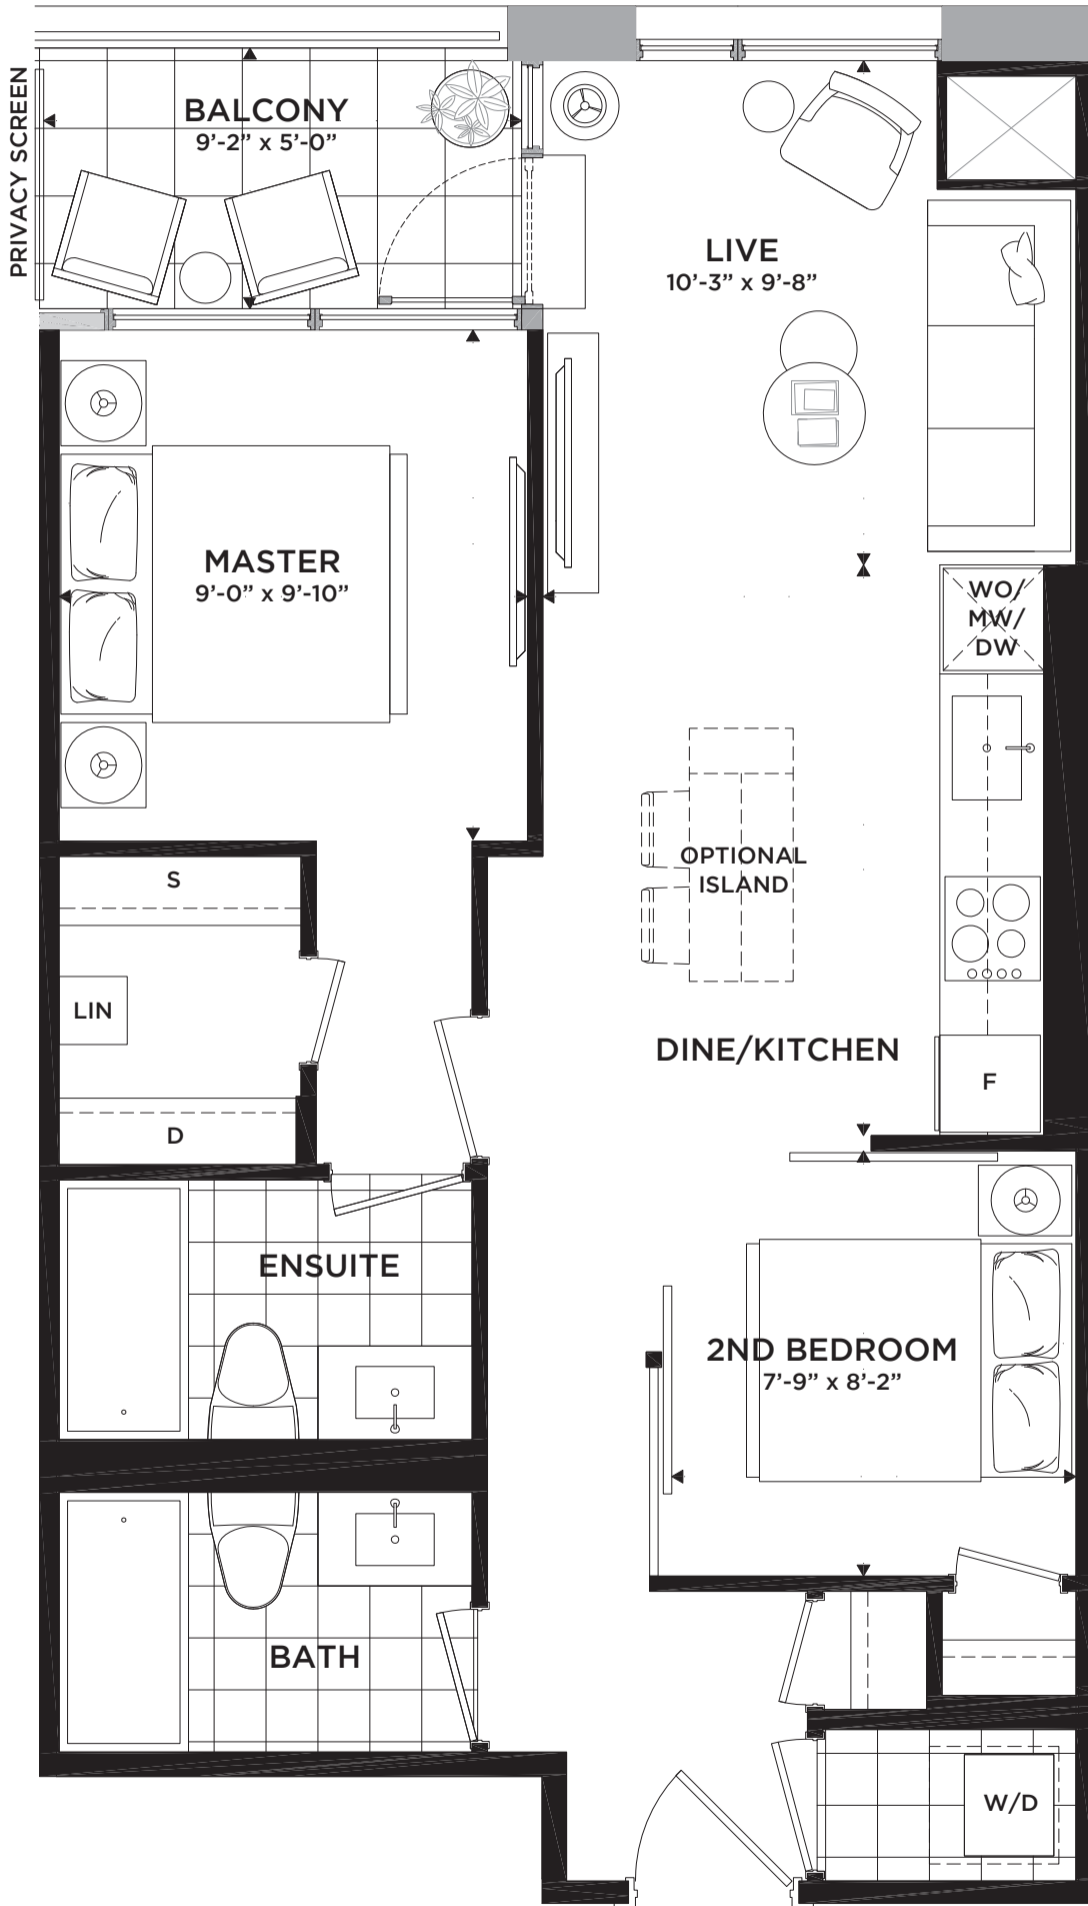 PRIVACY SCREEN
BALCONY
9’-2” x 5’-0”
LIVE
10’-3” x 9’-8”
MASTER
9’-0” x 9’-10”
WO/
MW/
DW
OPTIONAL
ISLAND
S
LIN
D
DINE/KITCHEN
F
ENSUITE
2ND BEDROOM
7’-9” x 8’-2”
BATH
W/D